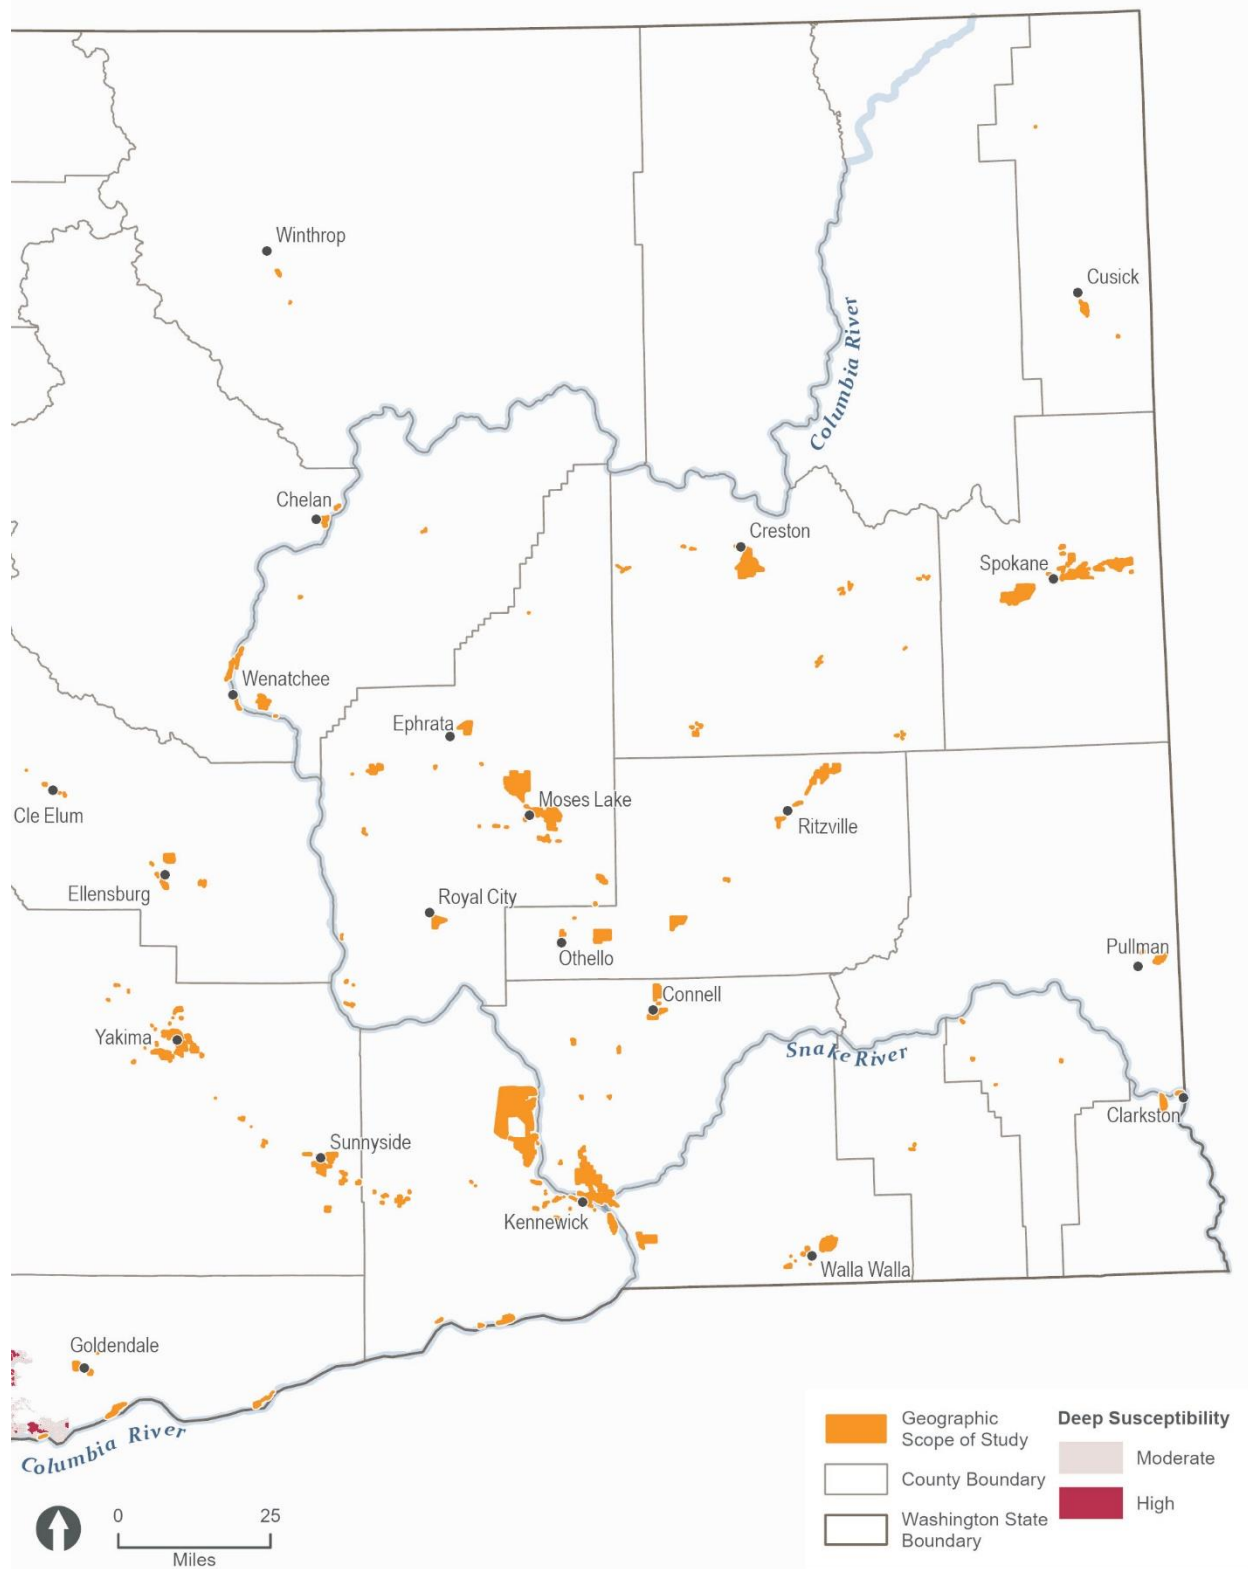 Winthrop
Cusick
Columbia River
Chelan
Creston
Spokane
Wenatchee
Ephrata
Moses Lake
Cle Elum
Ritzville
Ellensburg
Royal City
Othello
Pullman
Connell
Yakima
Snake River
Clarkston
Sunnyside
Kennewick
Walla Walla
Goldendale
Columbia River
0 25
Miles
Geographic
Scope of Study
County Boundary
Washington State
Boundary
Deep Susceptibility
Moderate
High